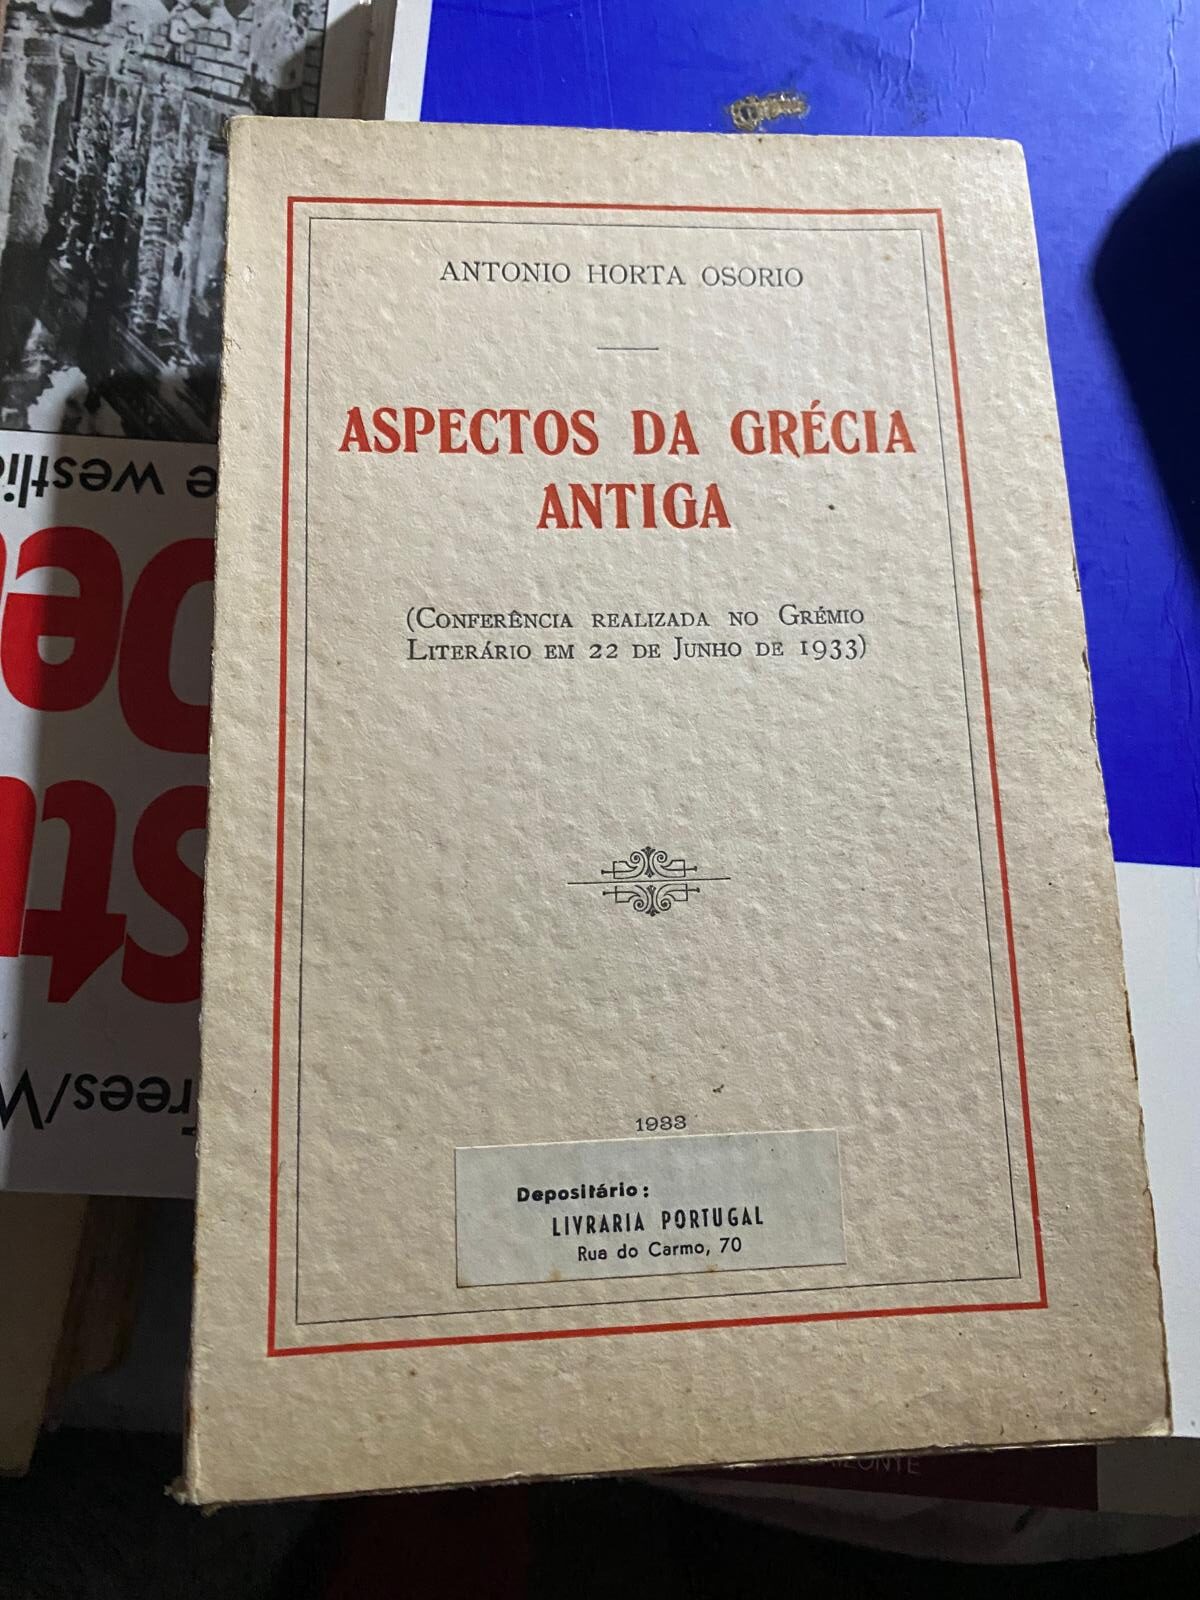 ANTONIO HORTA OSORIO
ASPECTOS DA GRÉCIA
ANTIGA
(CONFERÊNCIA REALIZADA NO GRÉMIO
LITERÁRIO EM 22 DE JUNHO DE 1933)
1933
Depositário:
LIVRARIA PORTUGAL
Rua do Carmo, 70